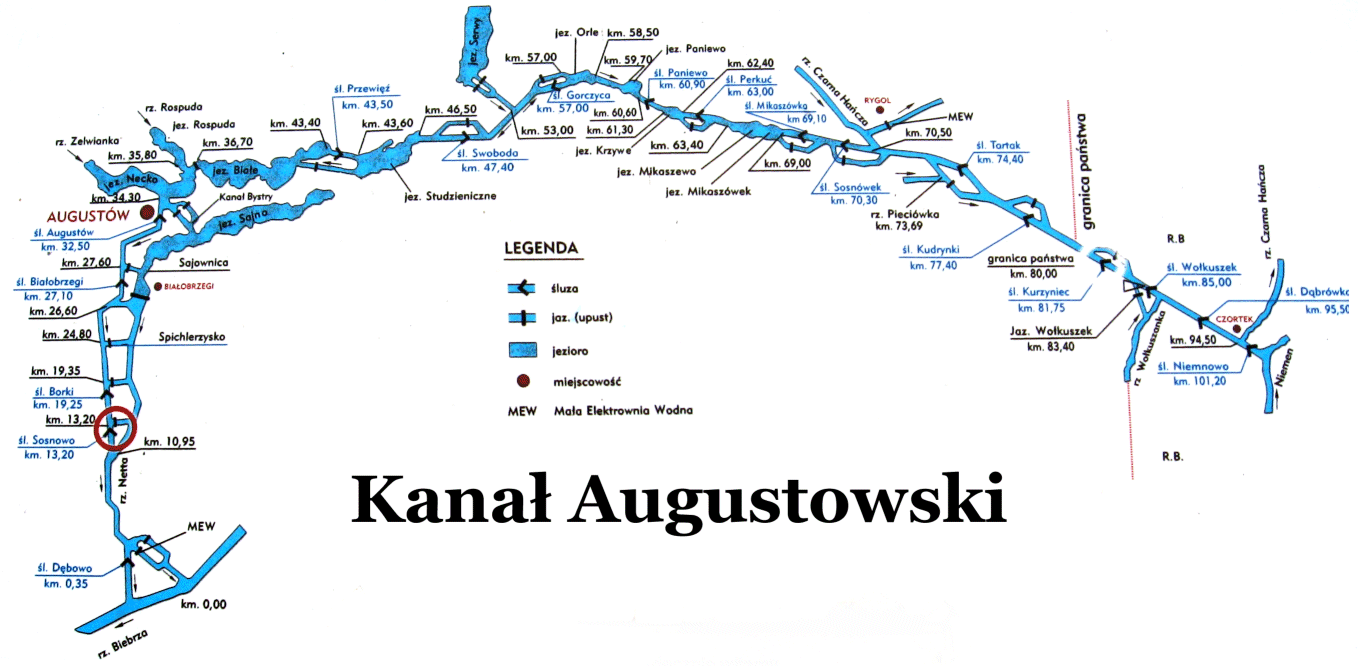 jez. Serwy
jez. Orle
km. 58,50
km. 57,00
km. 59,70
jez. Paniewo
km. 62,40
śl. Paniewo
km. 60,90
śl. Perkuć
km. 63,00
rz. Czarna Hańcza
RYGOL
MEW
śl. Gorczyca
km. 57,00
śl. Mikaszówka
km. 69,10
km. 60,60
km. 61,30
km. 53,00
jez. Krzywe
km. 63,40
jez. Mikaszewo
jez. Mikaszówek
km. 69,00
km. 70,50
śl. Sosnówek
km. 70,30
śl. Tartak
km. 74,40
rz. Pieciówka
km. 73,69
granica państwa
śl. Kudrynki
km. 77,40
śl. Przewięź
km. 43,50
km. 46,50
km. 43,40
km. 43,60
śl. Swoboda
km. 47,40
jez. Studzieniczne
rz. Rospuda
jez. Rospuda
km. 36,70
rz. Zelwianka
km. 35,80
jez. Necko
jez. Białe
km. 34,30
Kanał Bystry
AUGUSTÓW
jez. Sajno
śl. Augustów
km. 32,50
km. 27,60
Sajownica
śl. Białobrzegi
km. 27,10
BIAŁOBRZEGI
km. 26,60
km. 24,80
Spichlerzysko
km. 19,35
śl. Borki
km. 19,25
km. 13,20
śl. Sosnowo
km. 13,20
km. 10,95
rz. Netta
MEW
śl. Dębowo
km. 0,35
km. 0,00
rz. Biebrza
LEGENDA
śluza
jaz. (upust)
jezioro
miejscowość
MEW Mała Elektrownia Wodna
Kanał Augustowski
R.B
granica państwa
km. 80,00
śl. Kurzyniec
km. 81,75
śl. Wołkuszek
km.85,00
rz. Czarna Hańcza
śl. Dąbrówka
km. 95,50
Jaz. Wołkuszek
km. 83,40
rz Wołkuszanka
CZORTEK
km. 94,50
śl. Niemnowo
km. 101,20
Niemen
R.B.